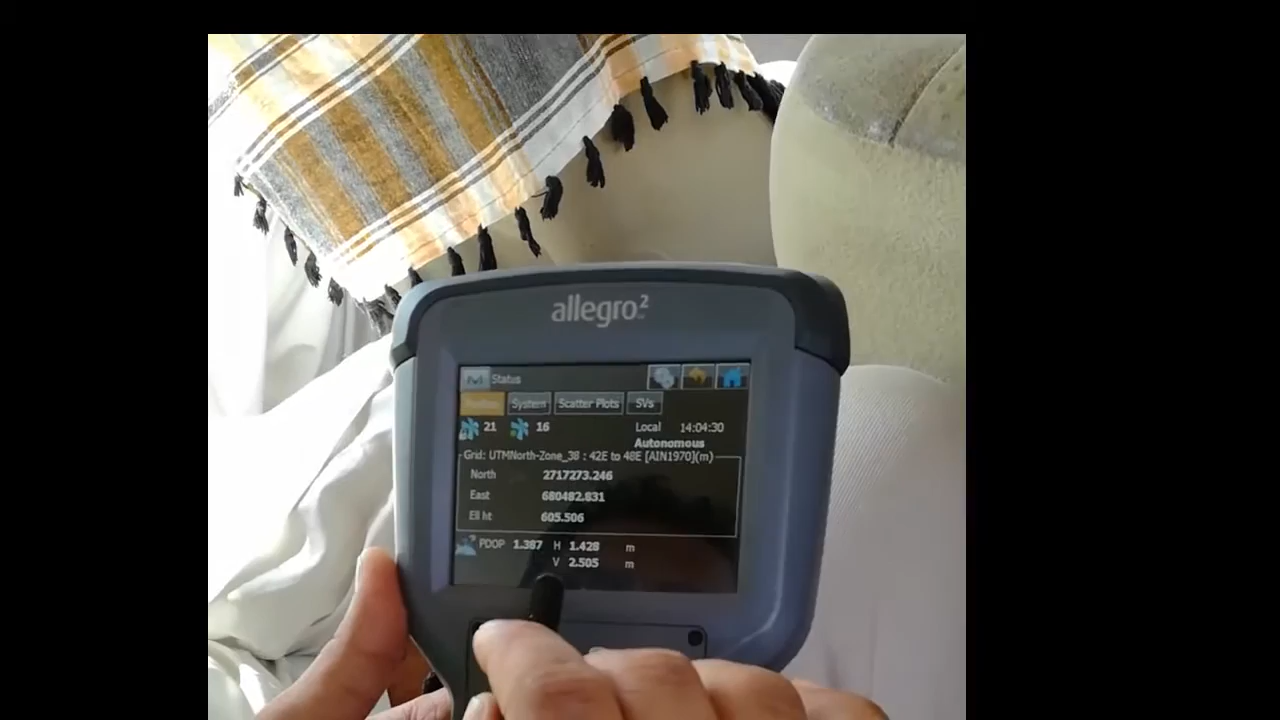 allegro²
Status
System Scatter Plots SVs
21 16 Local 14:04:30
Autonomous
Grid: UTMNorth-Zone_38 : 42E to 48E [AIN1970](m)
North 2717273.246
East 680482.831
Ell ht 605.506
PDOP 1.387 H 1.428 m
V 2.505 m